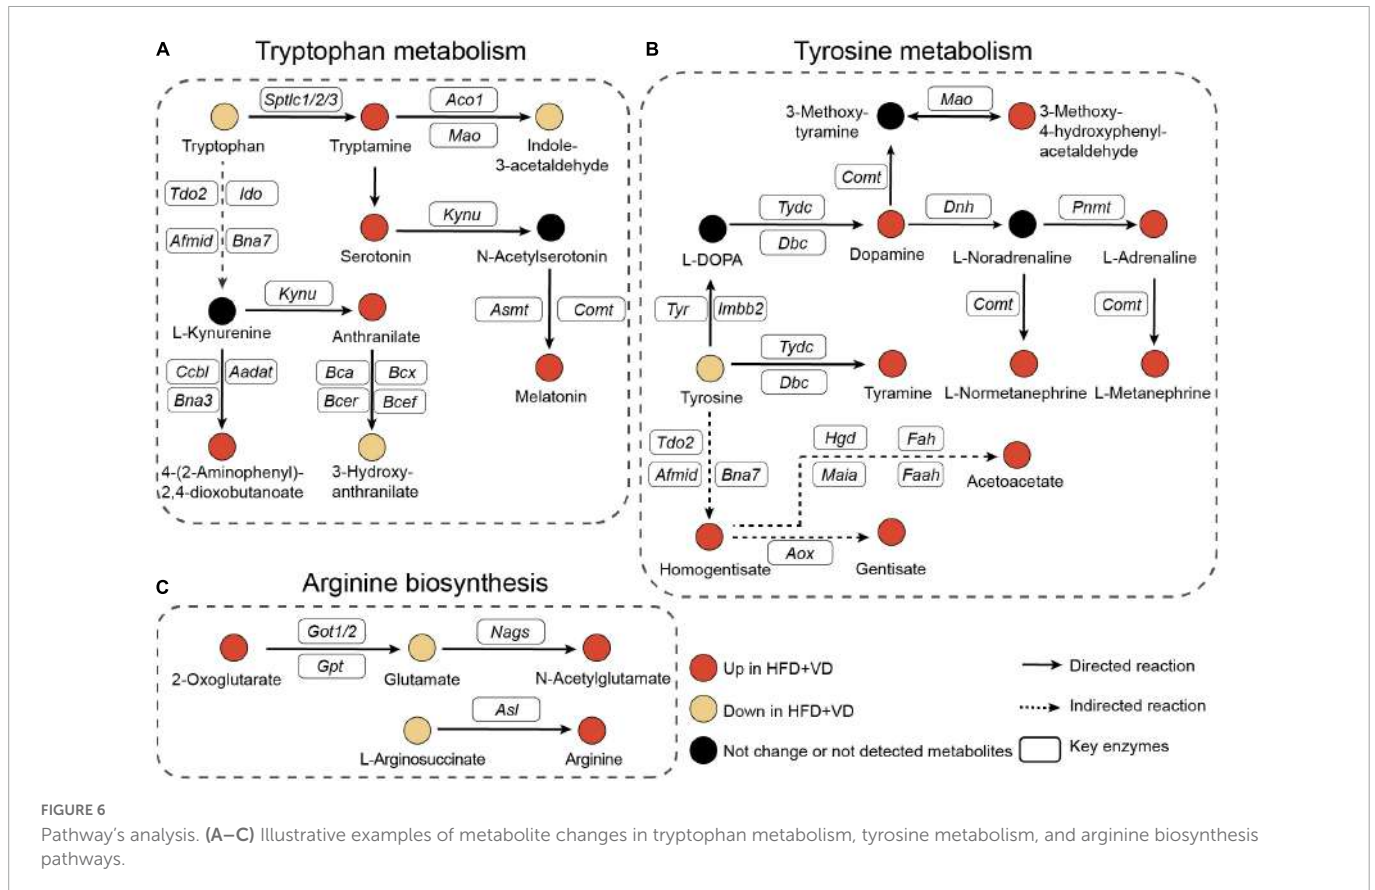 A
Tryptophan metabolism
Sptlc1/2/3
Aco1
Mao
Tryptophan
Tryptamine
Indole-
3-acetaldehyde
Tdo2
Ido
Afmid
Bna7
Kynu
Serotonin
N-Acetylserotonin
Kynu
L-Kynurenine
Anthranilate
Asmt
Comt
Melatonin
Ccbl
Aadat
Bna3
Bca
Bcx
Bcer
Bcef
4-(2-Aminophenyl)-
2,4-dioxobutanoate
3-Hydroxy-
anthranilate
B
Tyrosine metabolism
3-Methoxy-
tyramine
Mao
3-Methoxy-
4-hydroxyphenyl-
acetaldehyde
Comt
Tydc
Dbc
Dnh
Pnmt
L-DOPA
Dopamine
L-Noradrenaline
L-Adrenaline
Tyr
Imbb2
Comt
Comt
Tydc
Dbc
Tyrosine
Tyramine
L-Normetanephrine
L-Metanephrine
Tdo2
Afmid
Bna7
Hgd
Fah
Maia
Faah
Acetoacetate
Aox
Homogentisate
Gentisate
C
Arginine biosynthesis
Got1/2
Gpt
Nags
2-Oxoglutarate
Glutamate
N-Acetylglutamate
Asl
L-Arginosuccinate
Arginine
Up in HFD+VD
Down in HFD+VD
Not change or not detected metabolites
Directed reaction
Indirected reaction
Key enzymes
FIGURE 6
Pathway's analysis. (A–C) Illustrative examples of metabolite changes in tryptophan metabolism, tyrosine metabolism, and arginine biosynthesis
pathways.